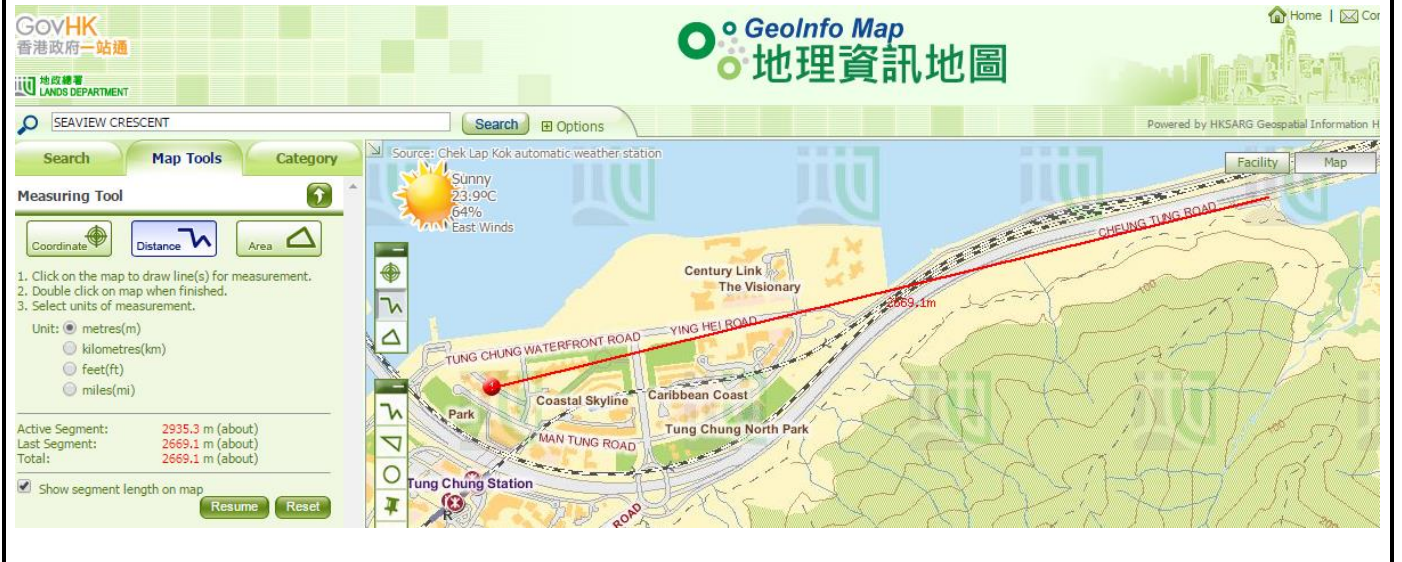 GovHK
香港政府一站通
地政總署
LANDS DEPARTMENT
GeoInfo Map
地理資訊地圖
Home | Cor
SEAVIEW CRESCENT
Search
Options
Powered by HKSARG Geospatial Information H
Search
Map Tools
Category
Measuring Tool
Coordinate
Distance
Area
1. Click on the map to draw line(s) for measurement.
2. Double click on map when finished.
3. Select units of measurement.
Unit: metres(m)
kilometres(km)
feet(ft)
miles(mi)
Active Segment: 2935.3 m (about)
Last Segment: 2669.1 m (about)
Total: 2669.1 m (about)
Show segment length on map
Resume
Reset
Source: Chek Lap Kok automatic weather station
Sunny
23.9ºC
64%
East Winds
Facility
Map
CHEUNG TUNG ROAD
Century Link
The Visionary
2669.1m
100
YING HEI ROAD
TUNG CHUNG WATERFRONT ROAD
Coastal Skyline
Caribbean Coast
Park
Tung Chung North Park
MAN TUNG ROAD
100
Tung Chung Station
ROAD
200